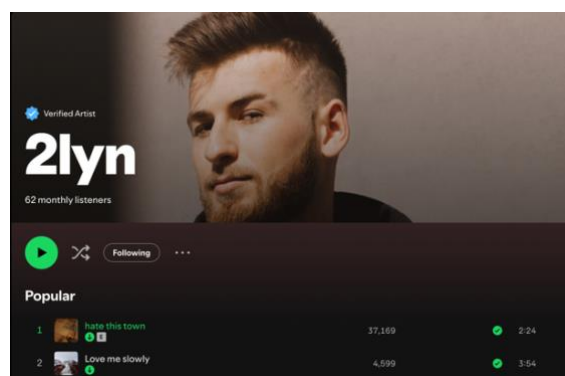 Verified Artist
2lyn
62 monthly listeners
Following
Popular
1 hate this town 37,169 2:24
E
2 Love me slowly 4,599 3:54